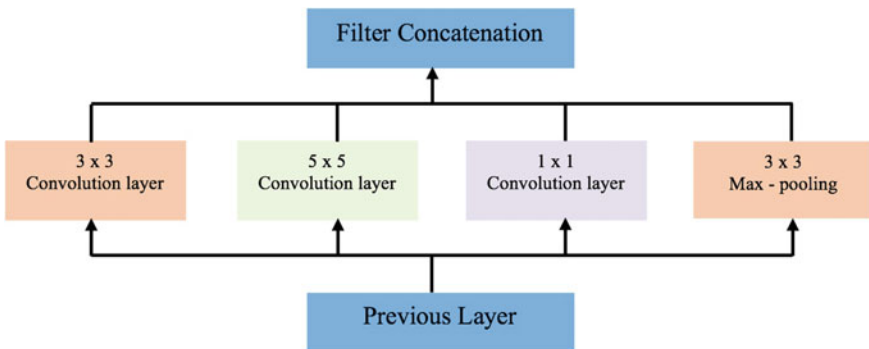 Filter Concatenation
3 x 3
Convolution layer
5 x 5
Convolution layer
1 x 1
Convolution layer
3 x 3
Max - pooling
Previous Layer